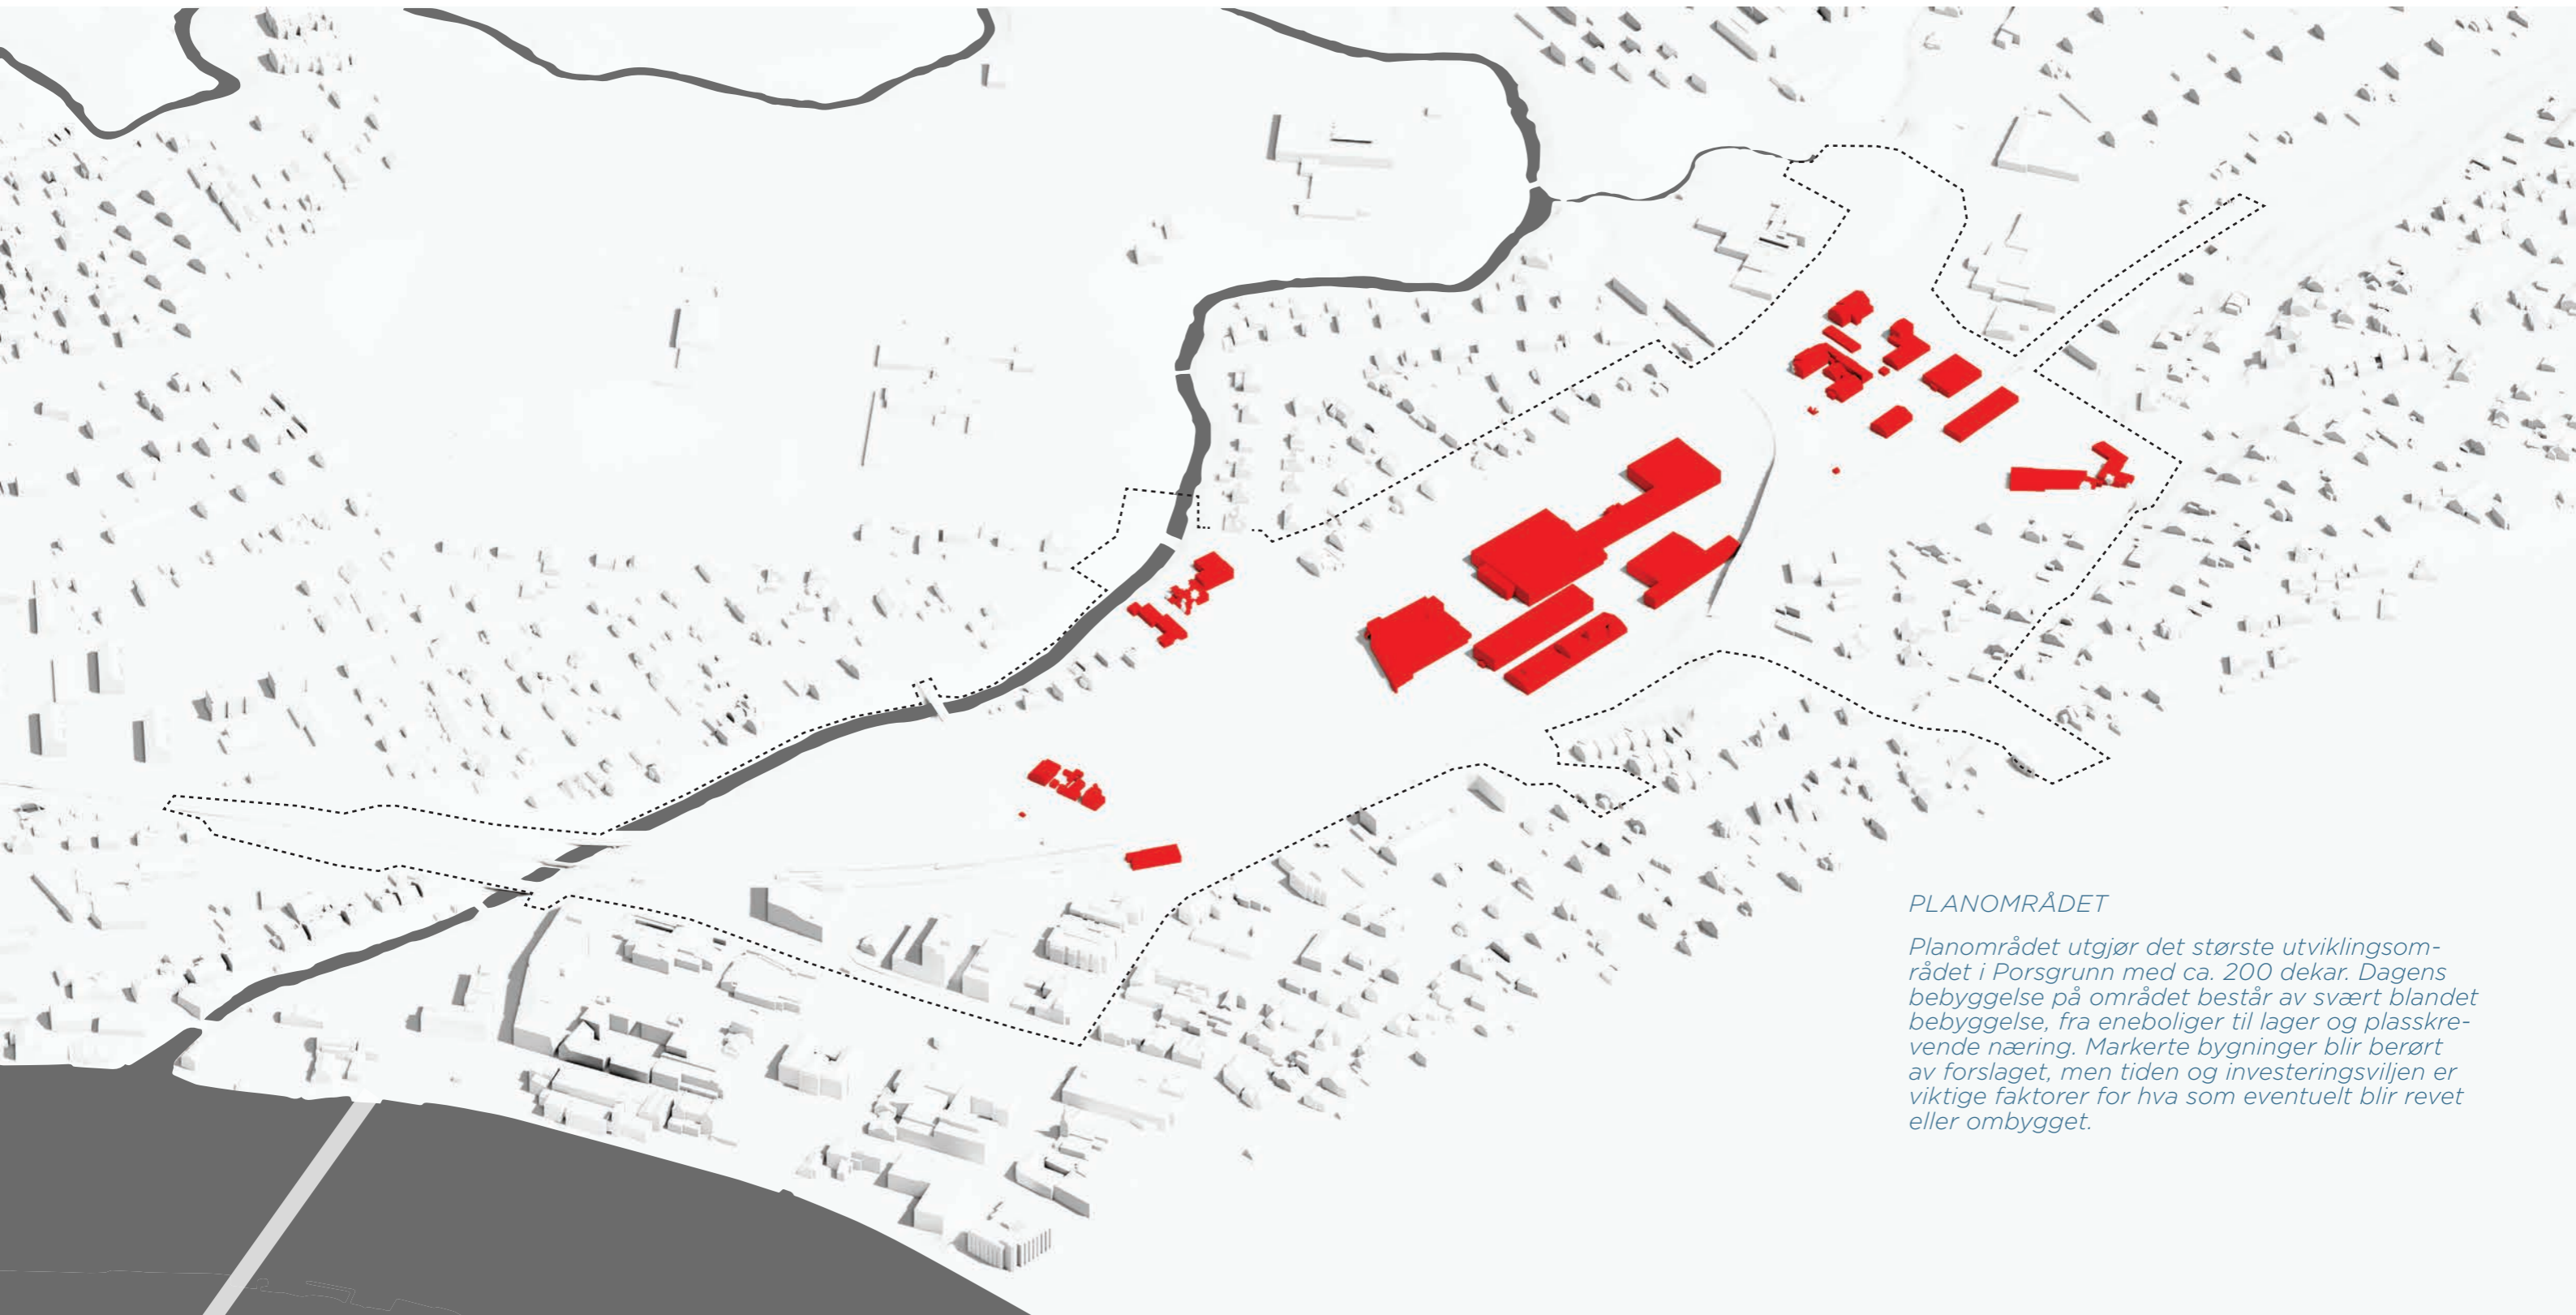 PLANOMRÅDET
Planområdet utgjør det største utviklingsom-
rådet i Porsgrunn med ca. 200 dekar. Dagens
bebyggelse på området består av svært blandet
bebyggelse, fra eneboliger til lager og plasskre-
vende næring. Markerte bygninger blir berørt
av forslaget, men tiden og investeringsviljen er
viktige faktorer for hva som eventuelt blir revet
eller ombygget.